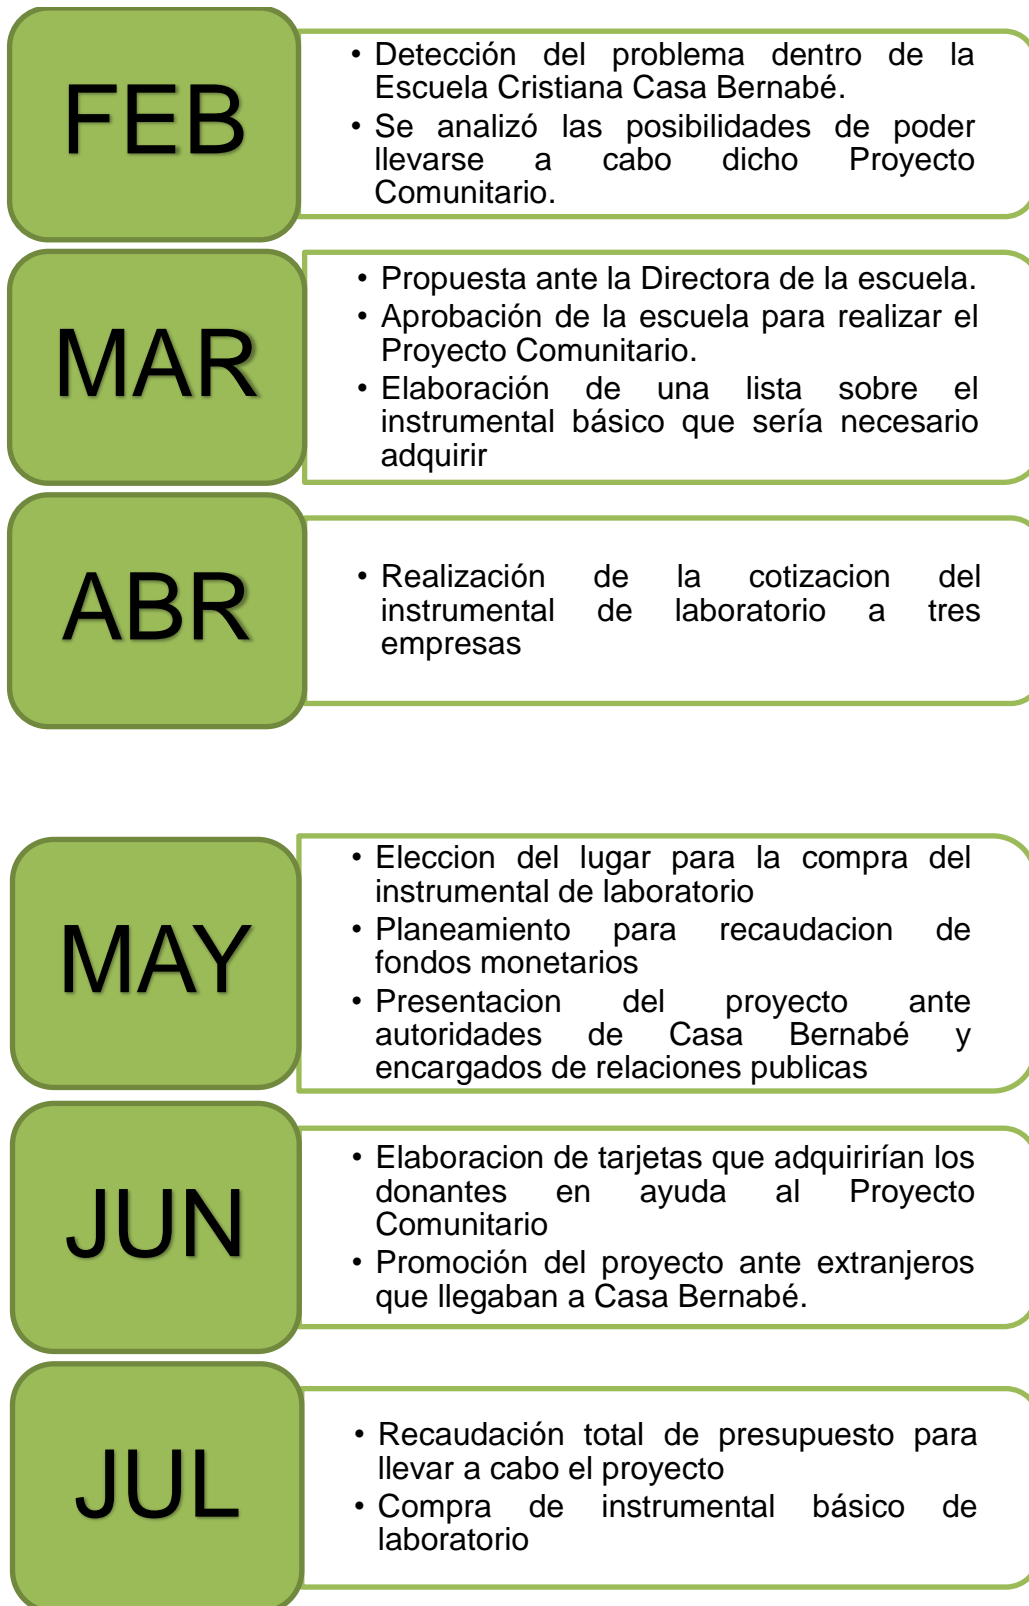 FEB
• Detección del problema dentro de la
Escuela Cristiana Casa Bernabé.
• Se analizó las posibilidades de poder
llevarse a cabo dicho Proyecto
Comunitario.
MAR
• Propuesta ante la Directora de la escuela.
• Aprobación de la escuela para realizar el
Proyecto Comunitario.
• Elaboración de una lista sobre el
instrumental básico que sería necesario
adquirir
ABR
• Realización de la cotizacion del
instrumental de laboratorio a tres
empresas
MAY
• Eleccion del lugar para la compra del
instrumental de laboratorio
• Planeamiento para recaudacion de
fondos monetarios
• Presentacion del proyecto ante
autoridades de Casa Bernabé y
encargados de relaciones publicas
JUN
• Elaboracion de tarjetas que adquirirían los
donantes en ayuda al Proyecto
Comunitario
• Promoción del proyecto ante extranjeros
que llegaban a Casa Bernabé.
JUL
• Recaudación total de presupuesto para
llevar a cabo el proyecto
• Compra de instrumental básico de
laboratorio